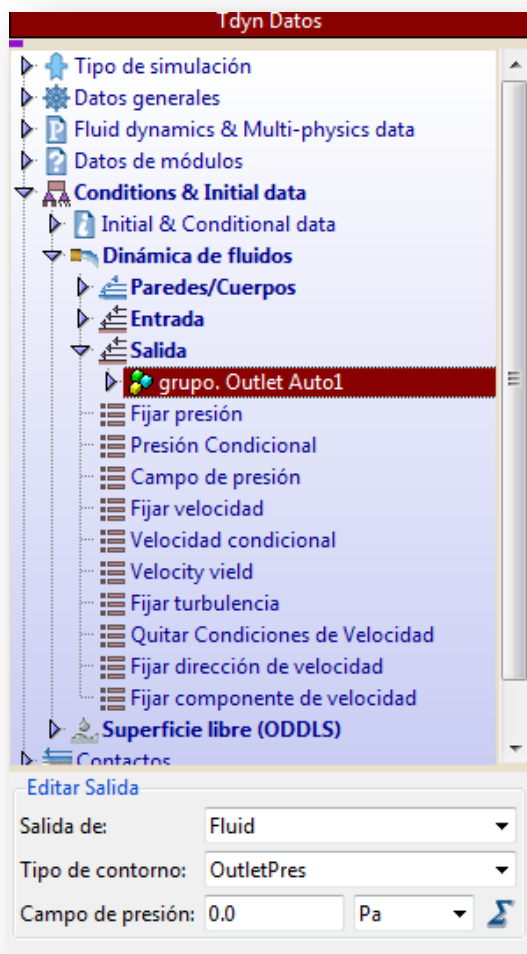 Tdyn Datos
Tipo de simulación
Datos generales
Fluid dynamics & Multi-physics data
Datos de módulos
Conditions & Initial data
Initial & Conditional data
Dinámica de fluidos
Paredes/Cuerpos
Entrada
Salida
grupo. Outlet Auto1
Fijar presión
Presión Condicional
Campo de presión
Fijar velocidad
Velocidad condicional
Velocity vield
Fijar turbulencia
Quitar Condiciones de Velocidad
Fijar dirección de velocidad
Fijar componente de velocidad
Superficie libre (ODDLS)
Contactos
Editar Salida
Salida de: Fluid
Tipo de contorno: OutletPres
Campo de presión: 0.0 Pa Σ